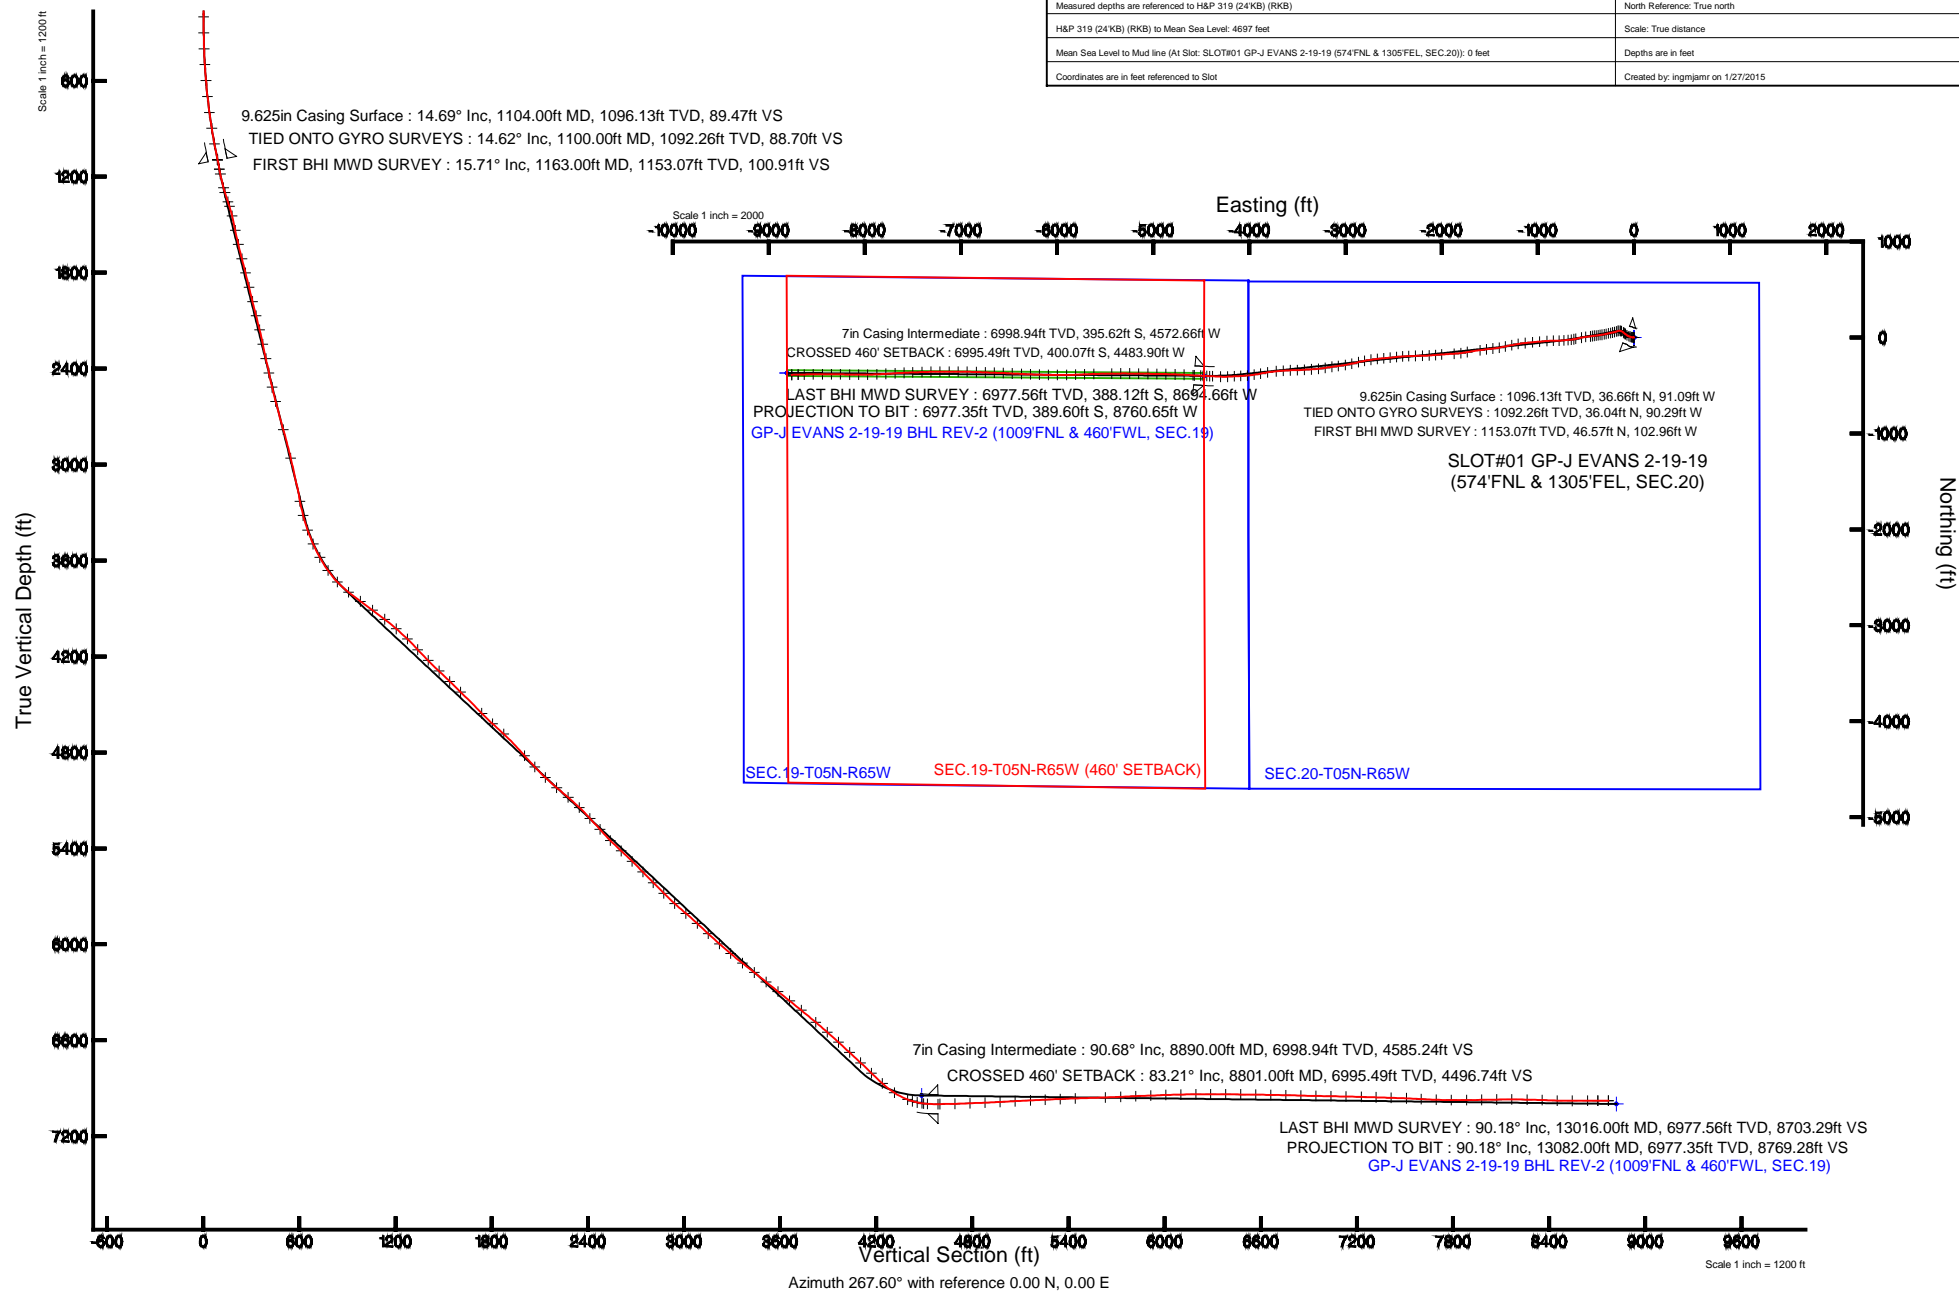 Measured depths are referenced to H&P 319 (24'KB) (RKB)
North Reference: True north
H&P 319 (24'KB) (RKB) to Mean Sea Level: 4697 feet
Scale: True distance
Mean Sea Level to Mud line (At Slot: SLOT#01 GP-J EVANS 2-19-19 (574'FNL & 1305'FEL, SEC.20)): 0 feet
Depths are in feet
Coordinates are in feet referenced to Slot
Created by: ingmjamr on 1/27/2015
Scale 1 inch = 1200 ft
9.625in Casing Surface : 14.69° Inc, 1104.00ft MD, 1096.13ft TVD, 89.47ft VS
TIED ONTO GYRO SURVEYS : 14.62° Inc, 1100.00ft MD, 1092.26ft TVD, 88.70ft VS
FIRST BHI MWD SURVEY : 15.71° Inc, 1163.00ft MD, 1153.07ft TVD, 100.91ft VS
Easting (ft)
Scale 1 inch = 2000
-10000 -9000 -8000 -7000 -6000 -5000 -4000 -3000 -2000 -1000 0 1000 2000
1000
0
-1000
-2000
-3000
-4000
-5000
Northing (ft)
7in Casing Intermediate : 6998.94ft TVD, 395.62ft S, 4572.66ft W
CROSSED 460' SETBACK : 6995.49ft TVD, 400.07ft S, 4483.90ft W
LAST BHI MWD SURVEY : 6977.56ft TVD, 388.12ft S, 8694.66ft W
PROJECTION TO BIT : 6977.35ft TVD, 389.60ft S, 8760.65ft W
GP-J EVANS 2-19-19 BHL REV-2 (1009'FNL & 460'FWL, SEC.19)
9.625in Casing Surface : 1096.13ft TVD, 36.66ft N, 91.09ft W
TIED ONTO GYRO SURVEYS : 1092.26ft TVD, 36.04ft N, 90.29ft W
FIRST BHI MWD SURVEY : 1153.07ft TVD, 46.57ft N, 102.96ft W
SLOT#01 GP-J EVANS 2-19-19
(574'FNL & 1305'FEL, SEC.20)
SEC.19-T05N-R65W
SEC.19-T05N-R65W (460' SETBACK)
SEC.20-T05N-R65W
True Vertical Depth (ft)
600
1200
1800
2400
3000
3600
4200
4800
5400
6000
6600
7200
7in Casing Intermediate : 90.68° Inc, 8890.00ft MD, 6998.94ft TVD, 4585.24ft VS
CROSSED 460' SETBACK : 83.21° Inc, 8801.00ft MD, 6995.49ft TVD, 4496.74ft VS
LAST BHI MWD SURVEY : 90.18° Inc, 13016.00ft MD, 6977.56ft TVD, 8703.29ft VS
PROJECTION TO BIT : 90.18° Inc, 13082.00ft MD, 6977.35ft TVD, 8769.28ft VS
GP-J EVANS 2-19-19 BHL REV-2 (1009'FNL & 460'FWL, SEC.19)
-600 0 600 1200 1800 2400 3000 3600 4200 4800 5400 6000 6600 7200 7800 8400 9000 9600
Vertical Section (ft)
Scale 1 inch = 1200 ft
Azimuth 267.60° with reference 0.00 N, 0.00 E